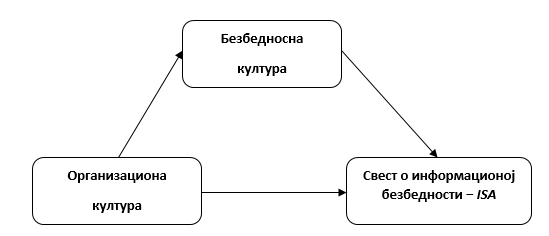 Безбедносна
култура
Организациона
култура
Свест о информационој
безбедности – ISA